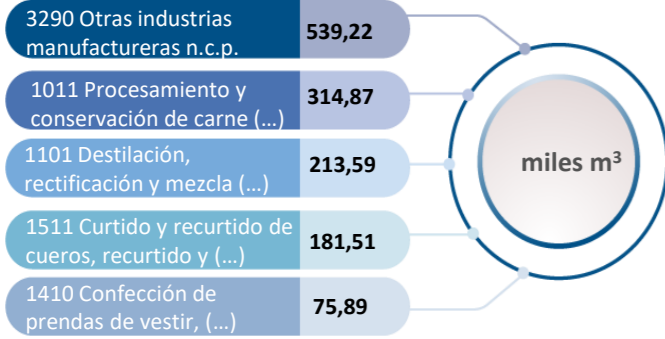 3290 Otras industrias
manufactureras n.c.p.
539,22
1011 Procesamiento y
conservación de carne (...)
314,87
1101 Destilación,
rectificación y mezcla (...)
213,59
1511 Curtido y recurtido de
cueros, recurtido y (...)
181,51
1410 Confección de
prendas de vestir, (...)
75,89
miles m³